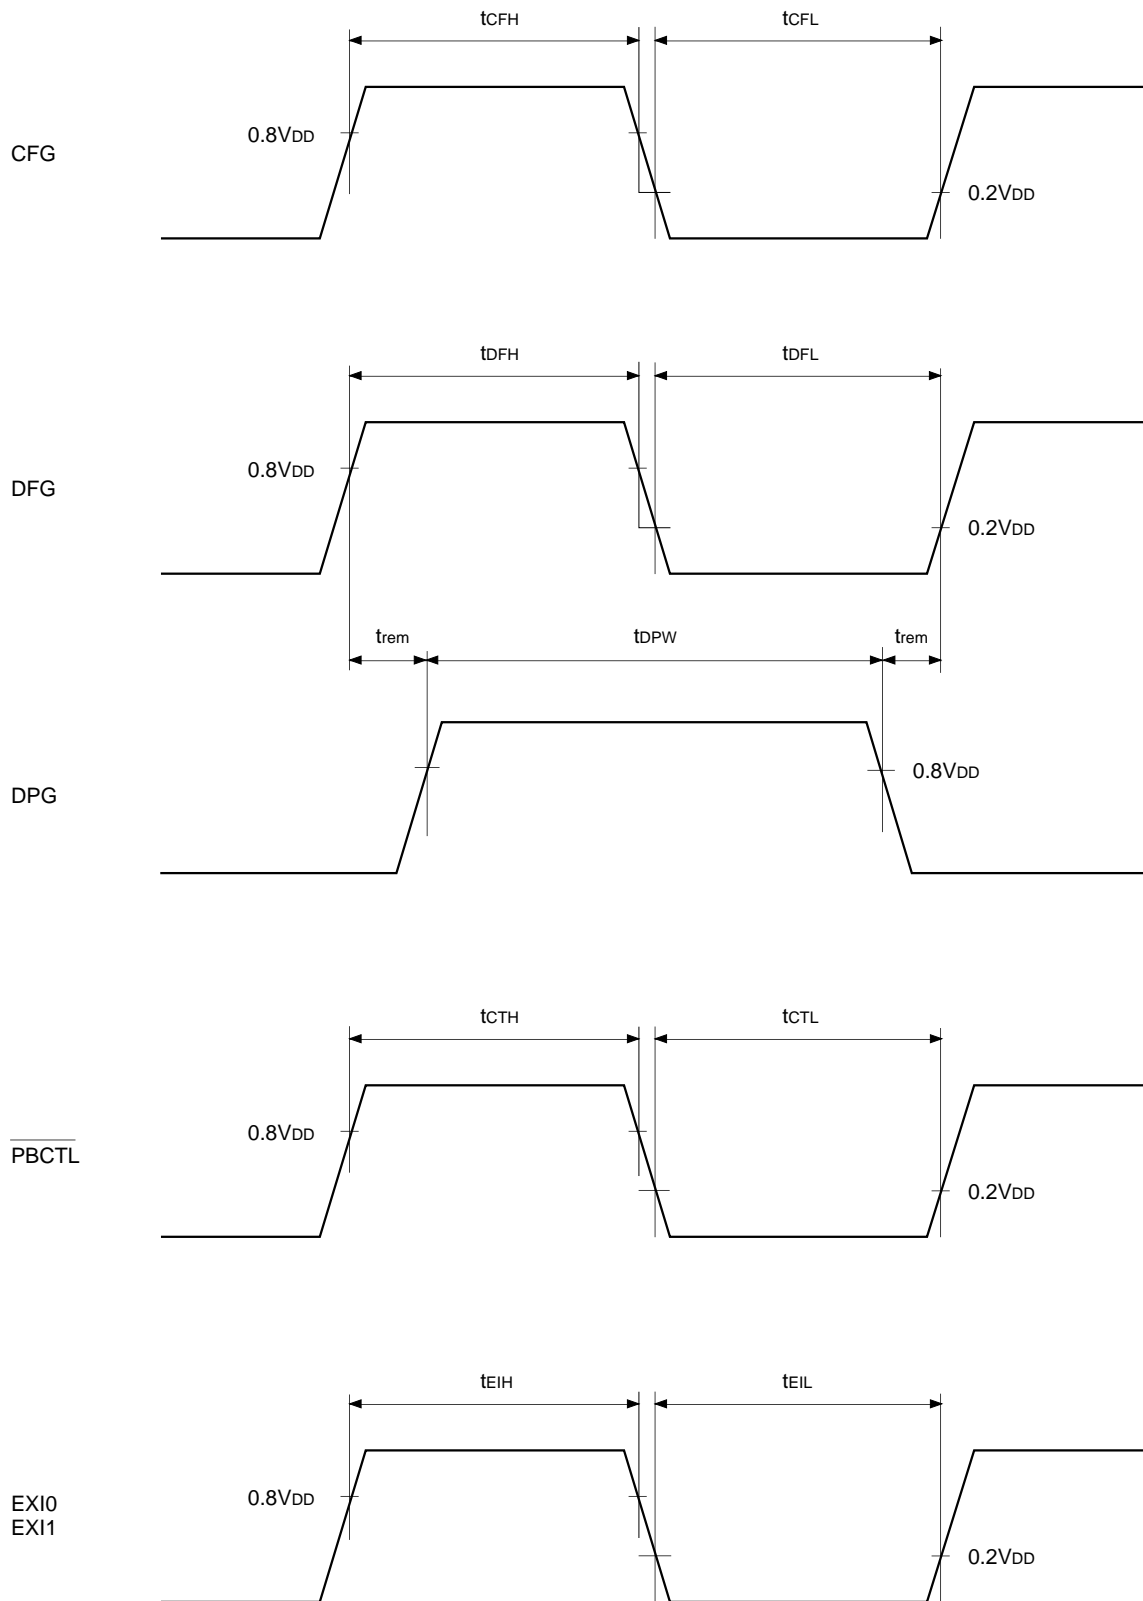 tCFH
tCFL
0.8VDD
CFG
0.2VDD
tDFH
tDFL
0.8VDD
DFG
0.2VDD
trem
tDPW
trem
0.8VDD
DPG
tCTH
tCTL
0.8VDD
PBCTL
0.2VDD
tEIH
tEIL
0.8VDD
EXI0
EXI1
0.2VDD